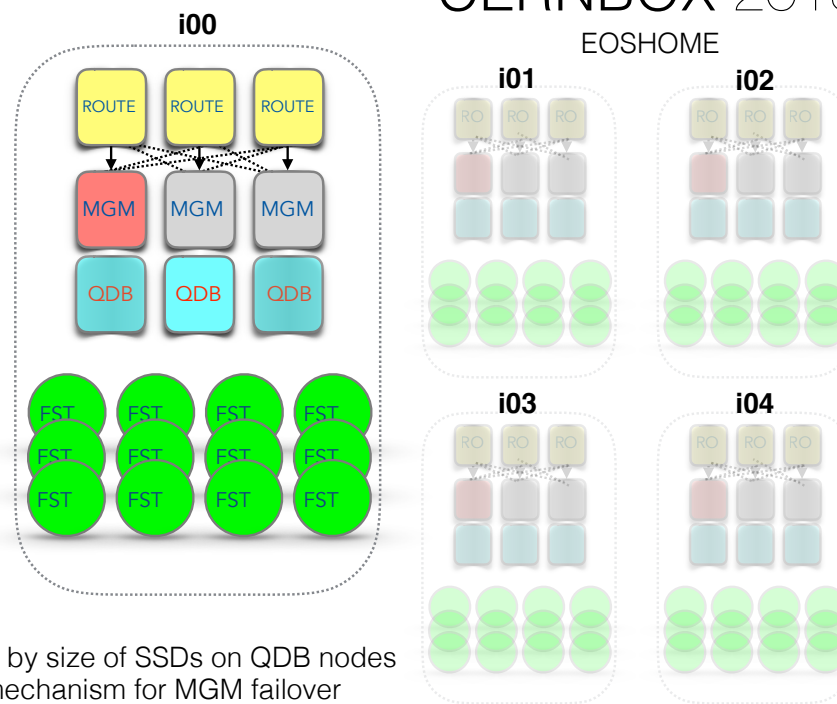 CERNBOX
EOSHOME
i00
ROUTE ROUTE ROUTE
MGM MGM MGM
QDB QDB QDB
FST FST FST FST
FST FST FST FST
FST FST FST FST
i01
RO RO RO
i02
RO RO RO
i03
RO RO RO
i04
RO RO RO
by size of SSDs on QDB nodes
mechanism for MGM failover